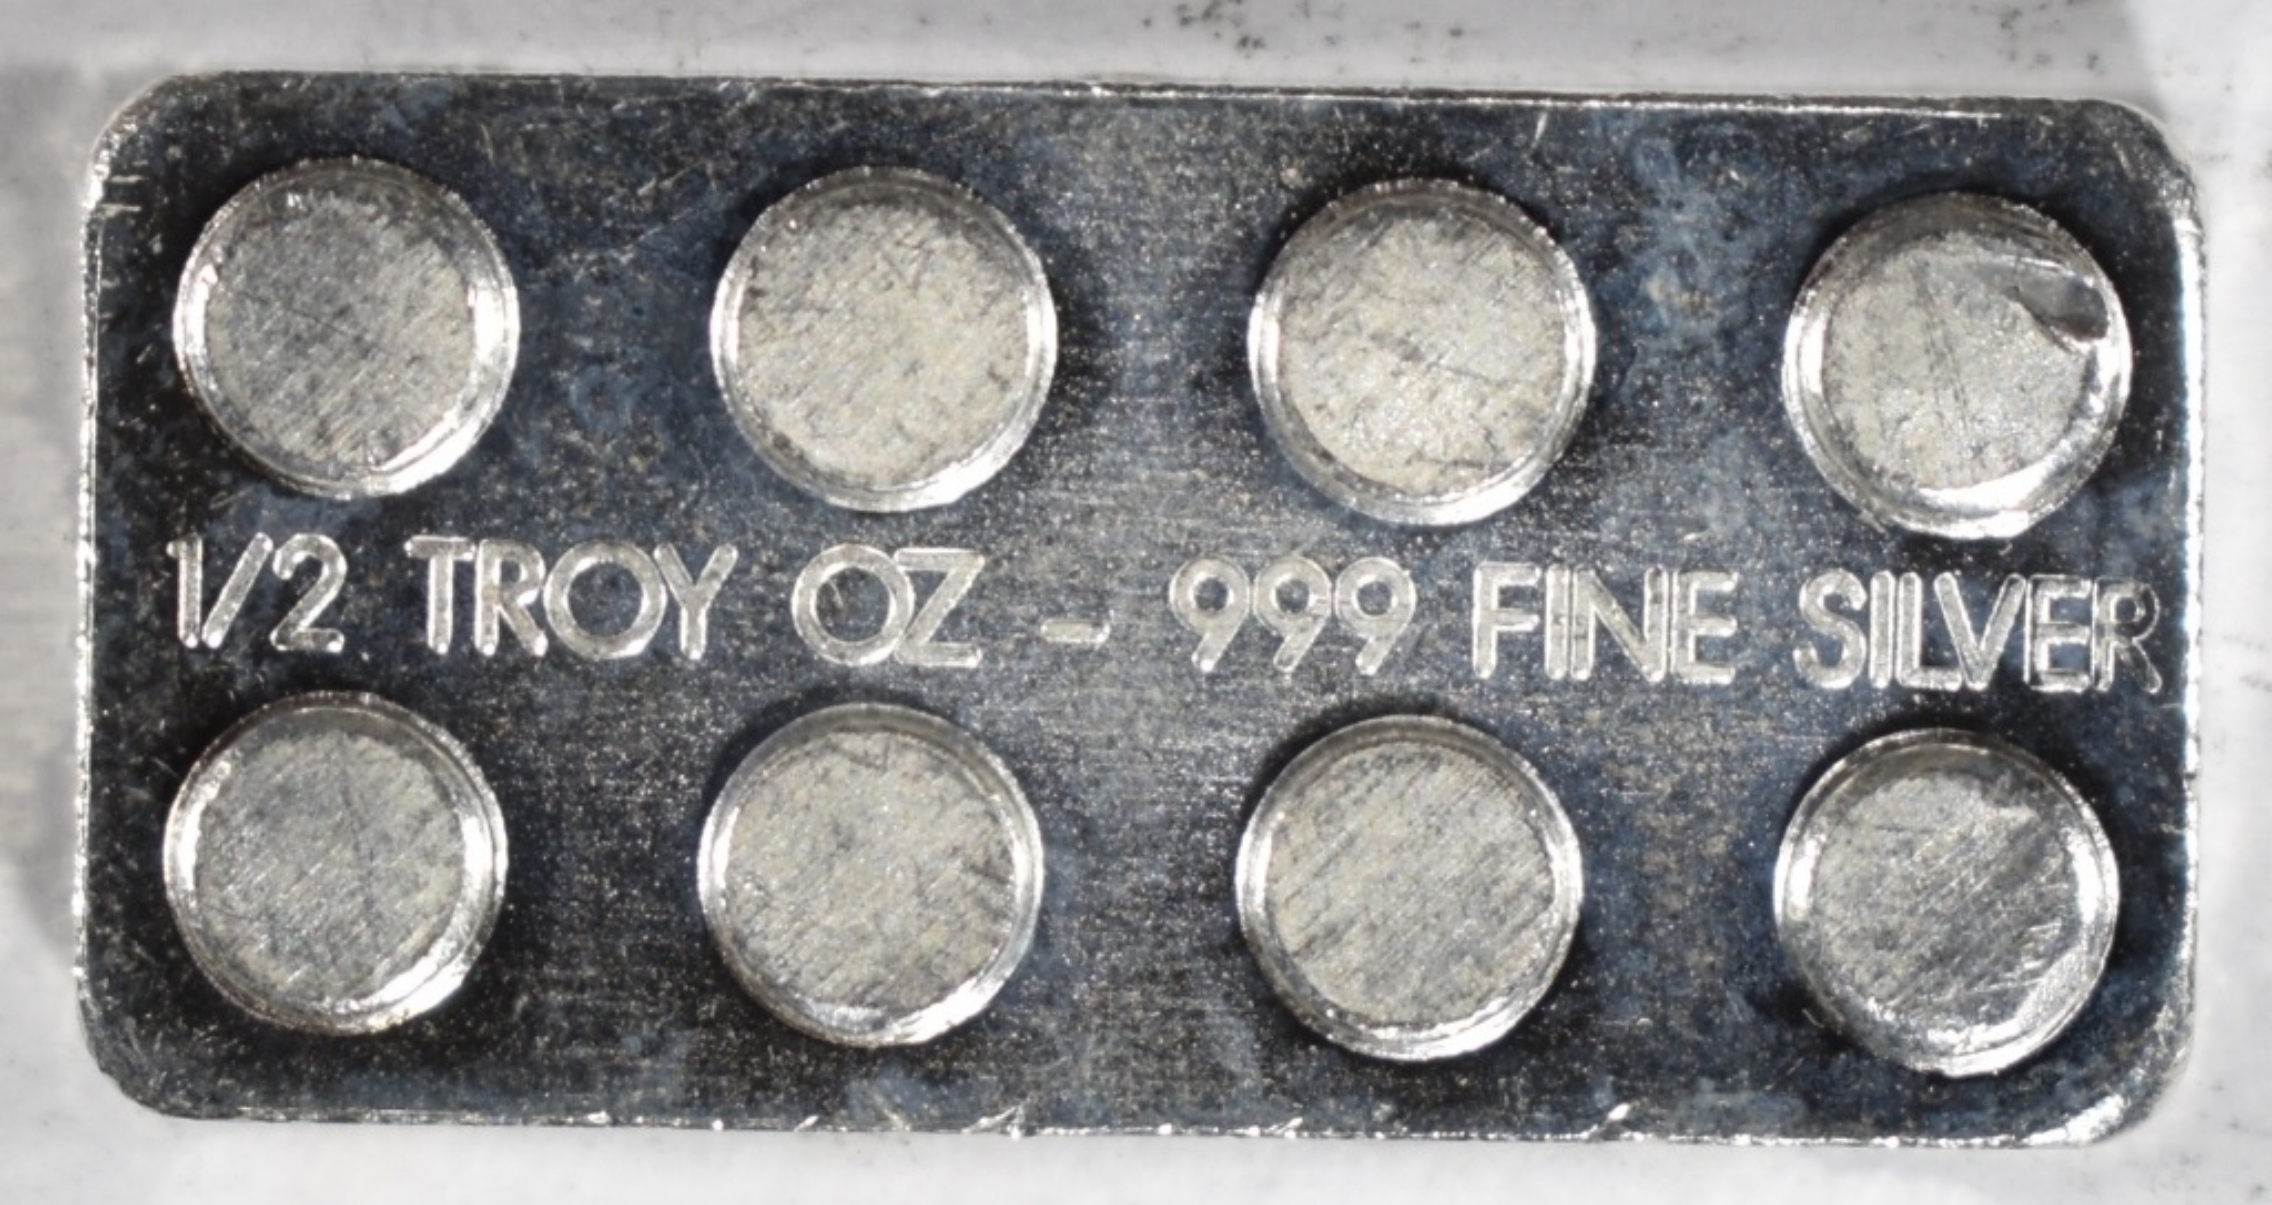 1/2 TROY OZ - 999 FINE SILVER